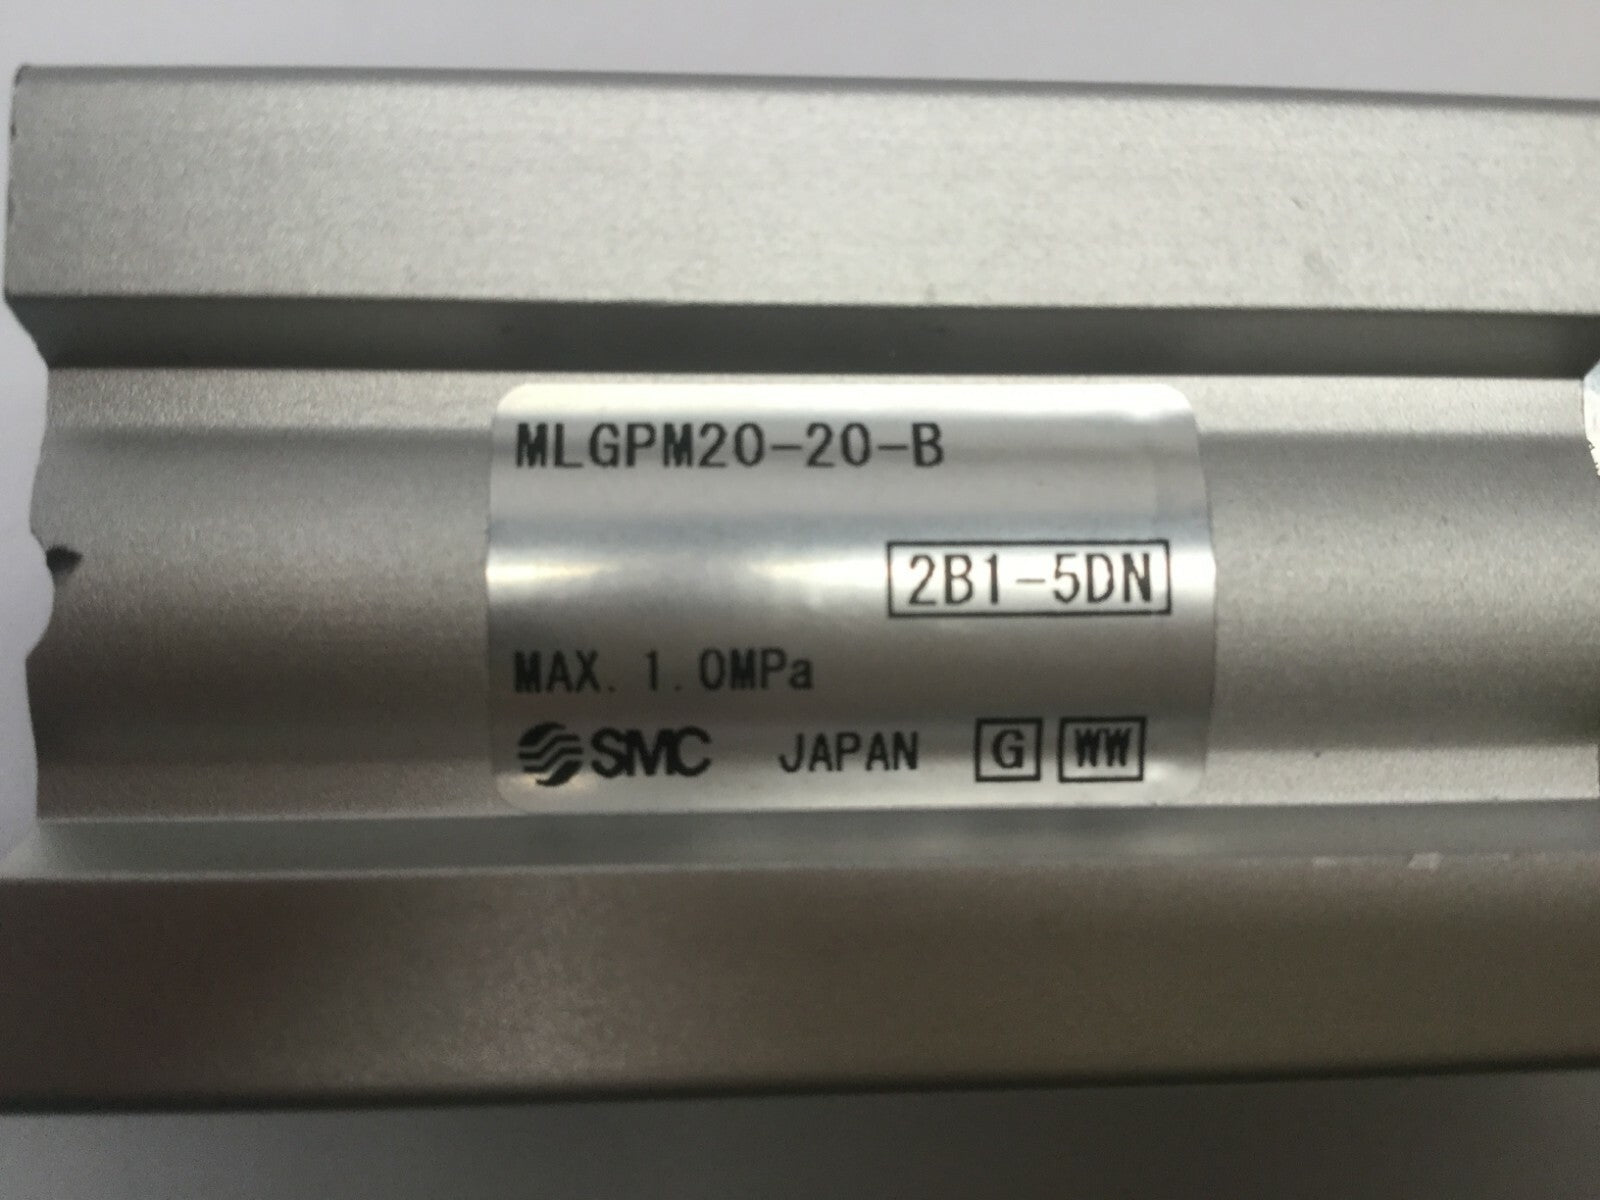 MLGPM20-20-B
2B1-5DN
MAX. 1.0MPa
SMC JAPAN G WW